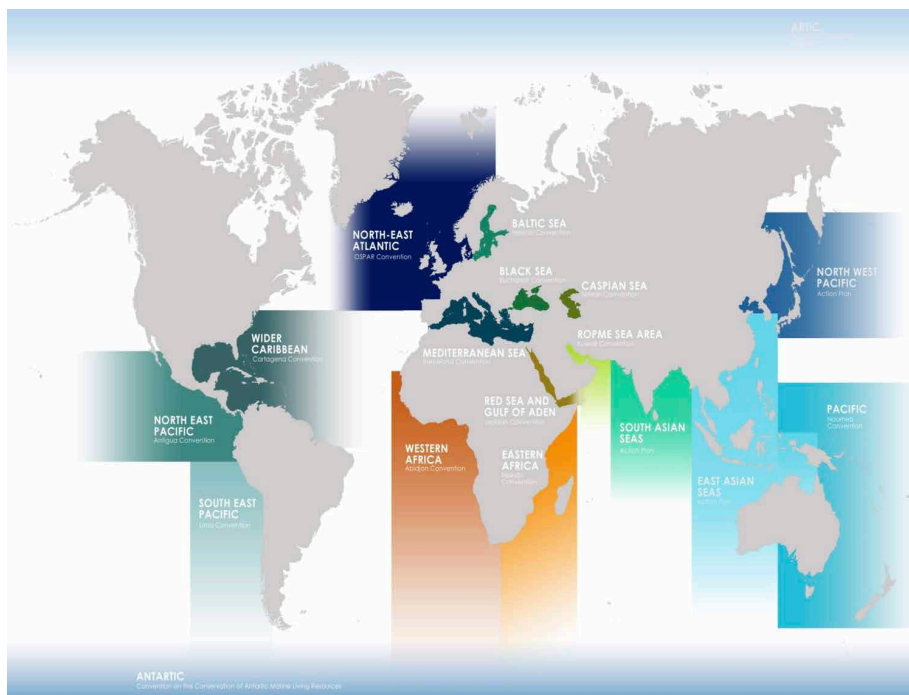 ARTIC
NORTH-EAST
ATLANTIC
OSPAR Convention
BALTIC SEA
Helsinki Convention
BLACK SEA
Bucharest Convention
CASPIAN SEA
Tehran Convention
NORTH WEST
PACIFIC
Action Plan
WIDER
CARIBBEAN
Cartagena Convention
MEDITERRANEAN SEA
Barcelona Convention
ROPME SEA AREA
Kuwait Convention
NORTH EAST
PACIFIC
Antigua Convention
RED SEA AND
GULF OF ADEN
Jeddah Convention
WESTERN
AFRICA
Abidjan Convention
EASTERN
AFRICA
Nairobi
Convention
SOUTH ASIAN
SEAS
Action Plan
PACIFIC
Noumea
Convention
EAST ASIAN
SEAS
Action Plan
SOUTH EAST
PACIFIC
Lima Convention
ANTARTIC
Convention on the Conservation of Antarctic Marine Living Resources